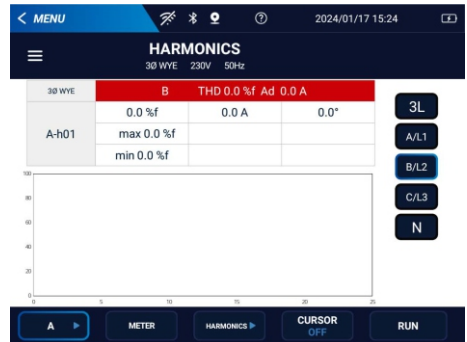 < MENU 2024/01/17 15:24
HARMONICS
3Ø WYE 230V 50Hz
3Ø WYE B THD 0.0 %f Ad 0.0 A
A-h01 0.0 %f 0.0 A 0.0°
max 0.0 %f
min 0.0 %f
3L
A/L1
B/L2
C/L3
N
100
80
60
40
20
0
0 5 10 15 20 25
A METER HARMONICS CURSOR OFF RUN